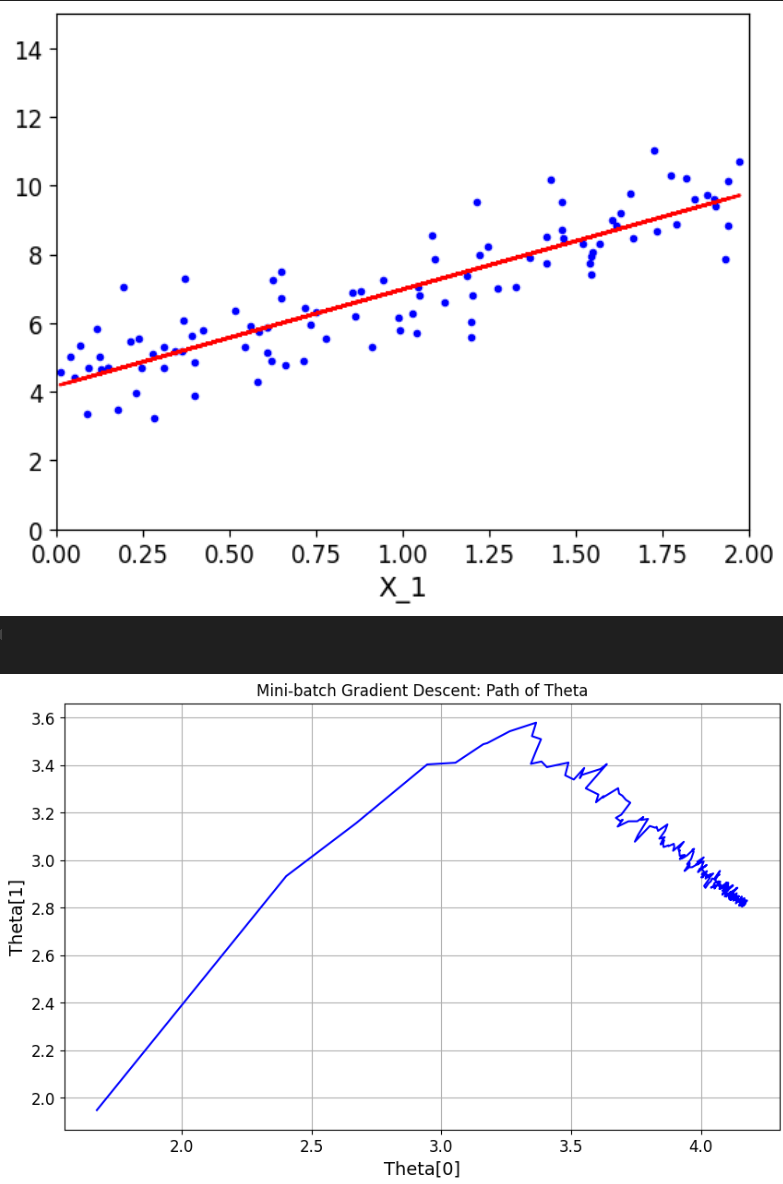 14
12
10
8
6
4
2
0
0.00 0.25 0.50 0.75 1.00 1.25 1.50 1.75 2.00
X_1
Mini-batch Gradient Descent: Path of Theta
3.6
3.4
3.2
3.0
2.8
2.6
2.4
2.2
2.0
Theta[1]
2.0 2.5 3.0 3.5 4.0
Theta[0]